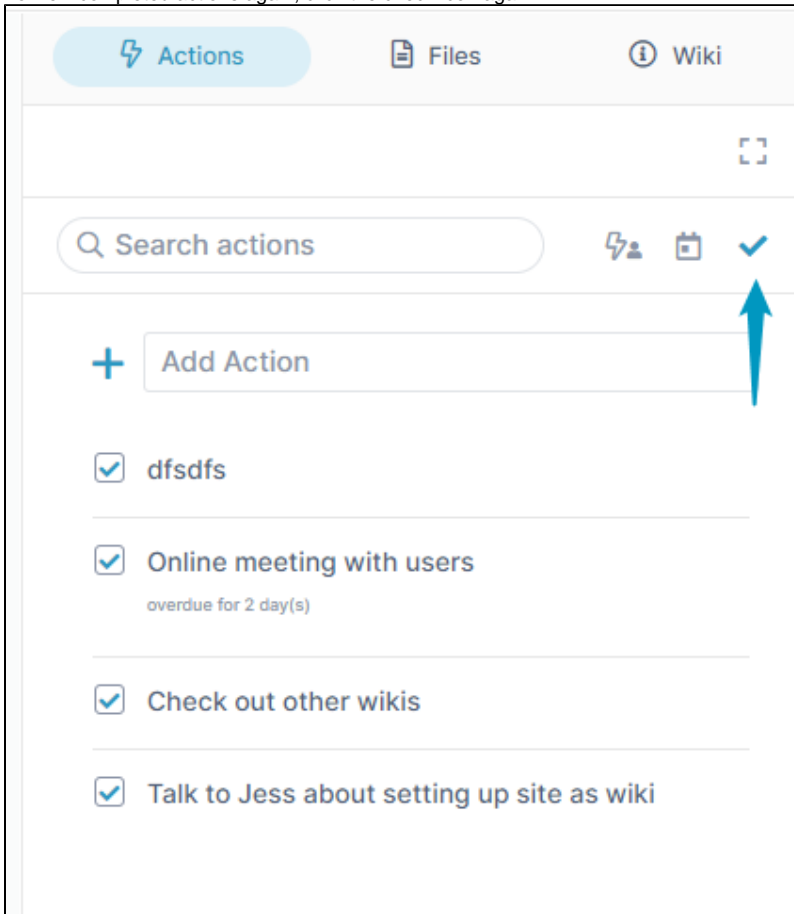 Actions Files Wiki
Search actions
Add Action
dfsdfs
Online meeting with users
overdue for 2 day(s)
Check out other wikis
Talk to Jess about setting up site as wiki